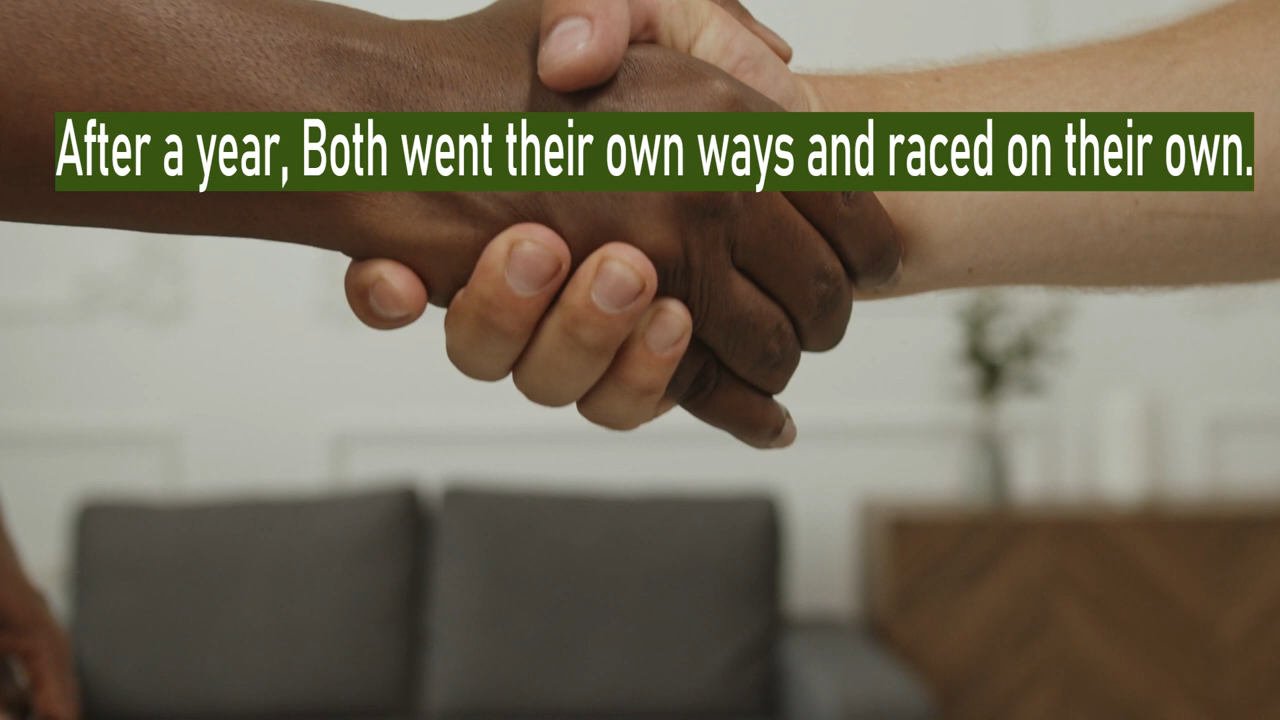 After a year, Both went their own ways and raced on their own.